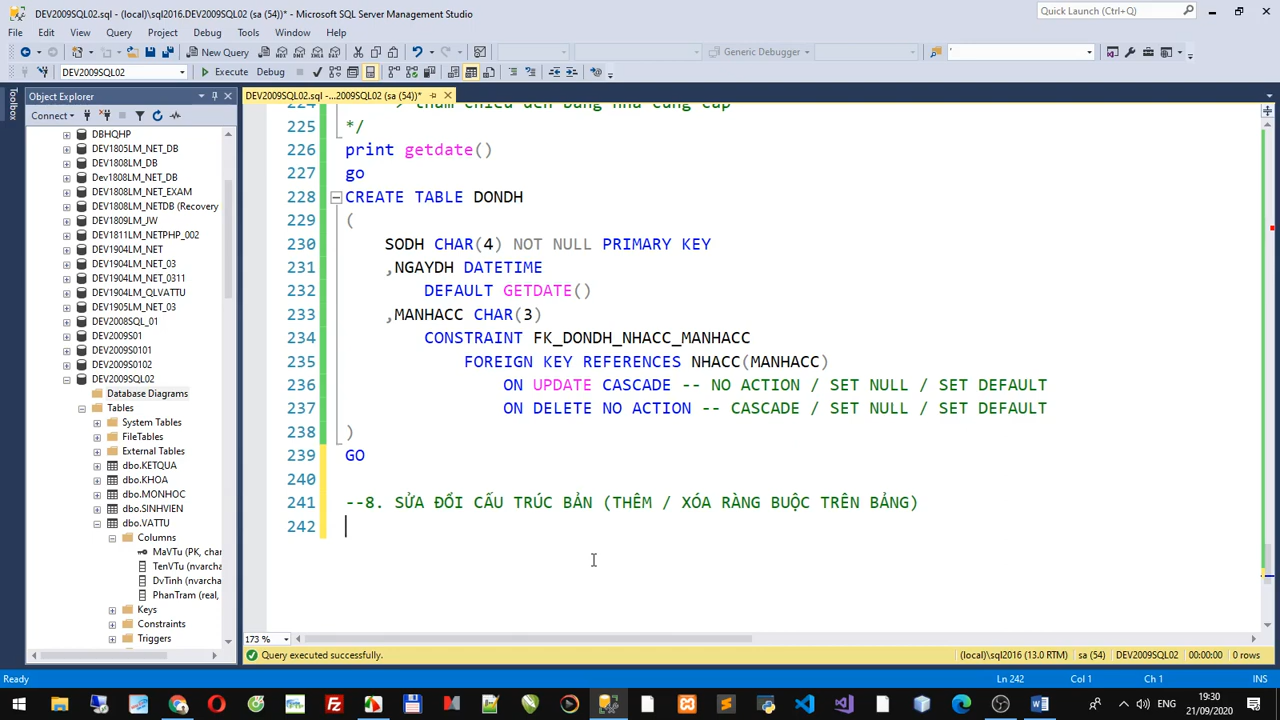 DEV2009SQL02.sql - (local)\sql2016.DEV2009SQL02 (sa (54))* - Microsoft SQL Server Management Studio
Quick Launch (Ctrl+Q)
File Edit View Query Project Debug Tools Window Help
New Query
Generic Debugger
DEV2009SQL02
Execute Debug
Toolbox
Object Explorer
DEV2009SQL02.sql -...2009SQL02 (sa (54))*
Connect
DBHQHP
DEV1805LM_NET_DB
DEV1808LM_DB
Dev1808LM_NET_DB
DEV1808LM_NET_EXAM
DEV1808LM_NETDB (Recovery
DEV1809LM_JW
DEV1811LM_NETPHP_002
DEV1904LM_NET
DEV1904LM_NET_03
DEV1904LM_NET_0311
DEV1904LM_QLVATTU
DEV1905LM_NET_03
DEV2008SQL_01
DEV2009S01
DEV2009S0101
DEV2009S0102
DEV2009SQL02
Database Diagrams
Tables
System Tables
FileTables
External Tables
dbo.KETQUA
dbo.KHOA
dbo.MONHOC
dbo.SINHVIEN
dbo.VATTU
Columns
MaVTu (PK, char
TenVTu (nvarcha
DvTinh (nvarcha
PhanTram (real,
Keys
Constraints
Triggers
225 */
226 print getdate()
227 go
228 CREATE TABLE DONDH
229 (
230 SODH CHAR(4) NOT NULL PRIMARY KEY
231 ,NGAYDH DATETIME
232 DEFAULT GETDATE()
233 ,MANHACC CHAR(3)
234 CONSTRAINT FK_DONDH_NHACC_MANHACC
235 FOREIGN KEY REFERENCES NHACC(MANHACC)
236 ON UPDATE CASCADE -- NO ACTION / SET NULL / SET DEFAULT
237 ON DELETE NO ACTION -- CASCADE / SET NULL / SET DEFAULT
238 )
239 GO
240
241 --8. SỬA ĐỔI CẤU TRÚC BẢN (THÊM / XÓA RÀNG BUỘC TRÊN BẢNG)
242
173 %
Query executed successfully.
(local)\sql2016 (13.0 RTM) sa (54) DEV2009SQL02 00:00:00 0 rows
Ready
Ln 242 Col 1 Ch 1 INS
ENG
19:30
21/09/2020